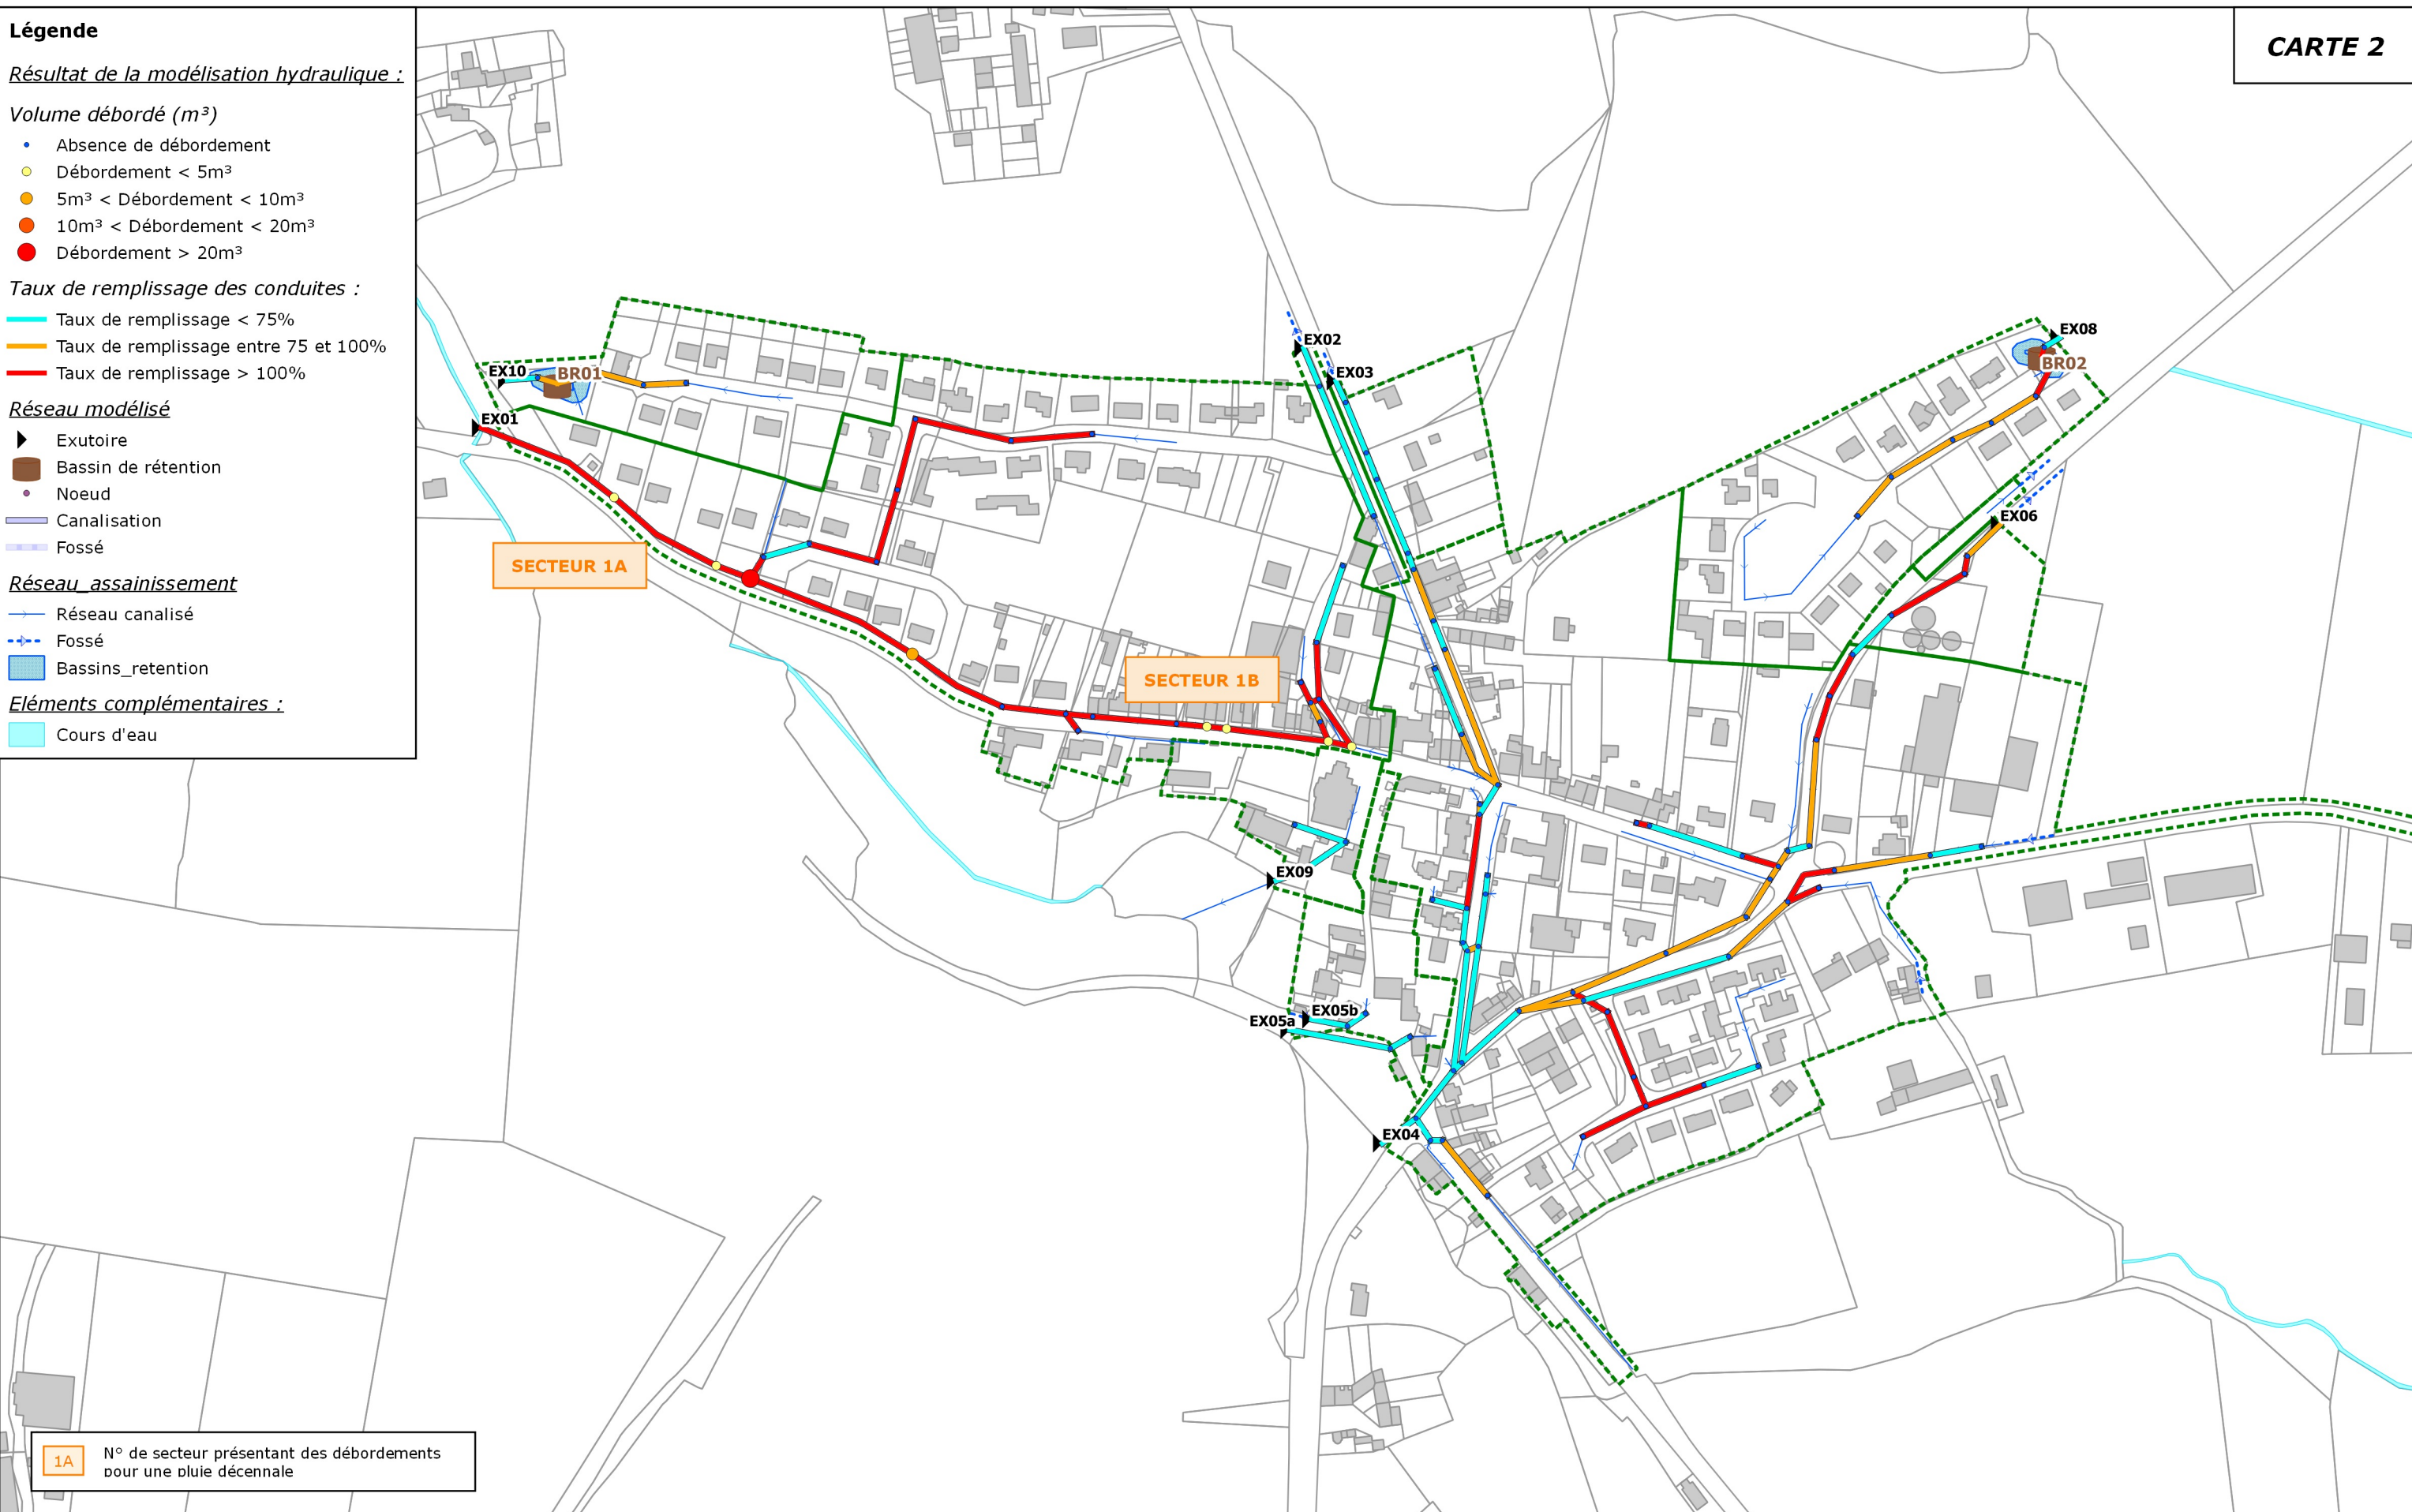 Légende
Résultat de la modélisation hydraulique :
Volume débordé (m³)
Absence de débordement
Débordement < 5m³
5m³ < Débordement < 10m³
10m³ < Débordement < 20m³
Débordement > 20m³
Taux de remplissage des conduites :
Taux de remplissage < 75%
Taux de remplissage entre 75 et 100%
Taux de remplissage > 100%
Réseau modélisé
Exutoire
Bassin de rétention
Noeud
Canalisation
Fossé
Réseau_assainissement
Réseau canalisé
Fossé
Bassins_retention
Eléments complémentaires :
Cours d'eau
CARTE 2
EX02
EX08
EX03
BR02
EX10
BR01
EX01
EX06
SECTEUR 1A
SECTEUR 1B
EX09
EX05b
EX05a
EX04
1A
N° de secteur présentant des débordements
pour une pluie décennale